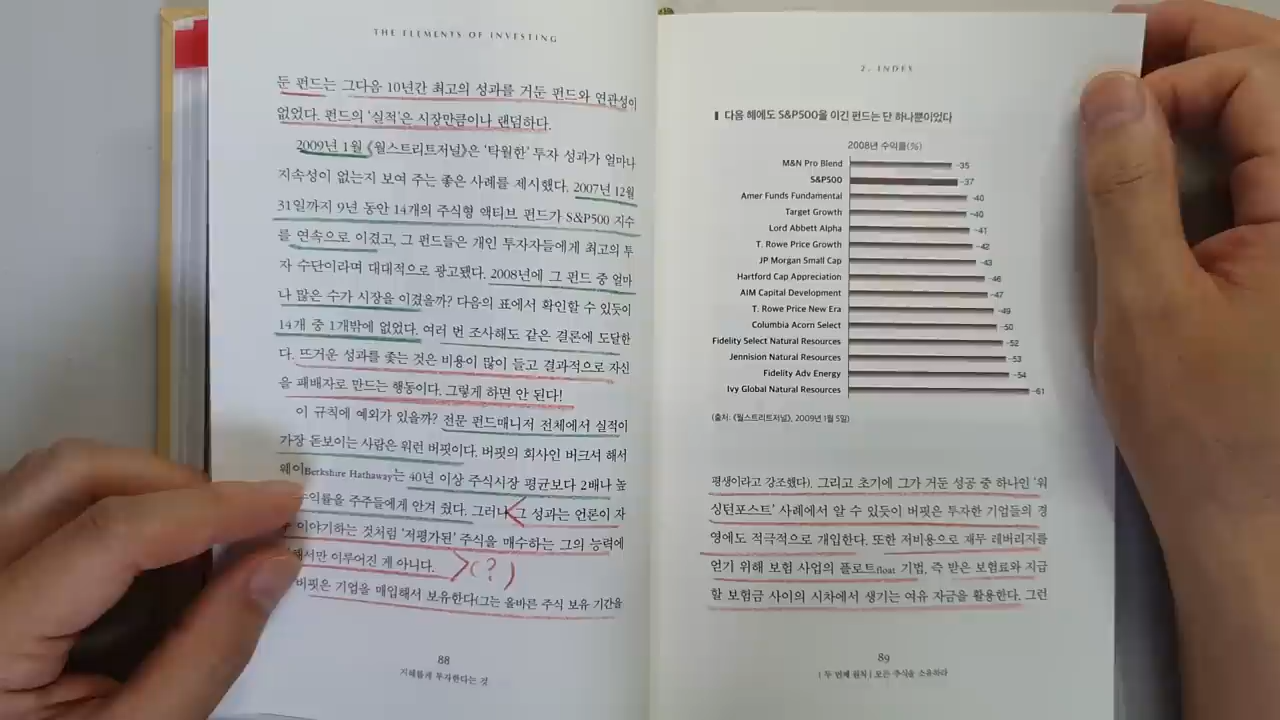 THE ELEMENTS OF INVESTING
둔 펀드는 그다음 10년간 최고의 성과를 거둔 펀드와 연관성이
없었다. 펀드의 '실적'은 시장만큼이나 랜덤하다.
2009년 1월 《월스트리트저널》은 '탁월한' 투자 성과가 얼마나
지속성이 없는지 보여 주는 좋은 사례를 제시했다. 2007년 12월
31일까지 9년 동안 14개의 주식형 액티브 펀드가 S&P500 지수
를 연속으로 이겼고, 그 펀드들은 개인 투자자들에게 최고의 투
자 수단이라며 대대적으로 광고됐다. 2008년에 그 펀드 중 얼마
나 많은 수가 시장을 이겼을까? 다음의 표에서 확인할 수 있듯이
14개 중 1개밖에 없었다. 여러 번 조사해도 같은 결론에 도달한
다. 뜨거운 성과를 좇는 것은 비용이 많이 들고 결과적으로 자신
을 패배자로 만드는 행동이다. 그렇게 하면 안 된다!
이 규칙에 예외가 있을까? 전문 펀드매니저 전체에서 실적이
가장 돋보이는 사람은 워런 버핏이다. 버핏의 회사인 버크셔 해서
웨이Berkshire Hathaway는 40년 이상 주식시장 평균보다 2배나 높
수익률을 주주들에게 안겨 줬다. 그러나 그 성과는 언론이 자
이야기하는 것처럼 '저평가된' 주식을 매수하는 그의 능력에
해서만 이루어진 게 아니다. (?)
버핏은 기업을 매입해서 보유한다(그는 올바른 주식 보유 기간을
88
지혜롭게 투자한다는 것
2. INDEX
다음 해에도 S&P500을 이긴 펀드는 단 하나뿐이었다
2008년 수익률(%)
M&N Pro Blend -35
S&P500 -37
Amer Funds Fundamental -40
Target Growth -40
Lord Abbett Alpha -41
T. Rowe Price Growth -42
JP Morgan Small Cap -43
Hartford Cap Appreciation -46
AIM Capital Development -47
T. Rowe Price New Era -49
Columbia Acorn Select -50
Fidelity Select Natural Resources -52
Jennision Natural Resources -53
Fidelity Adv Energy -54
Ivy Global Natural Resources -61
(출처: 《월스트리트저널》, 2009년 1월 5일)
평생이라고 강조했다). 그리고 초기에 그가 거둔 성공 중 하나인 '워
싱턴포스트' 사례에서 알 수 있듯이 버핏은 투자한 기업들의 경
영에도 적극적으로 개입한다. 또한 저비용으로 재무 레버리지를
얻기 위해 보험 사업의 플로트float 기법, 즉 받은 보험료와 지급
할 보험금 사이의 시차에서 생기는 여유 자금을 활용한다. 그런
89
| 두 번째 원칙 | 모든 주식을 소유하라